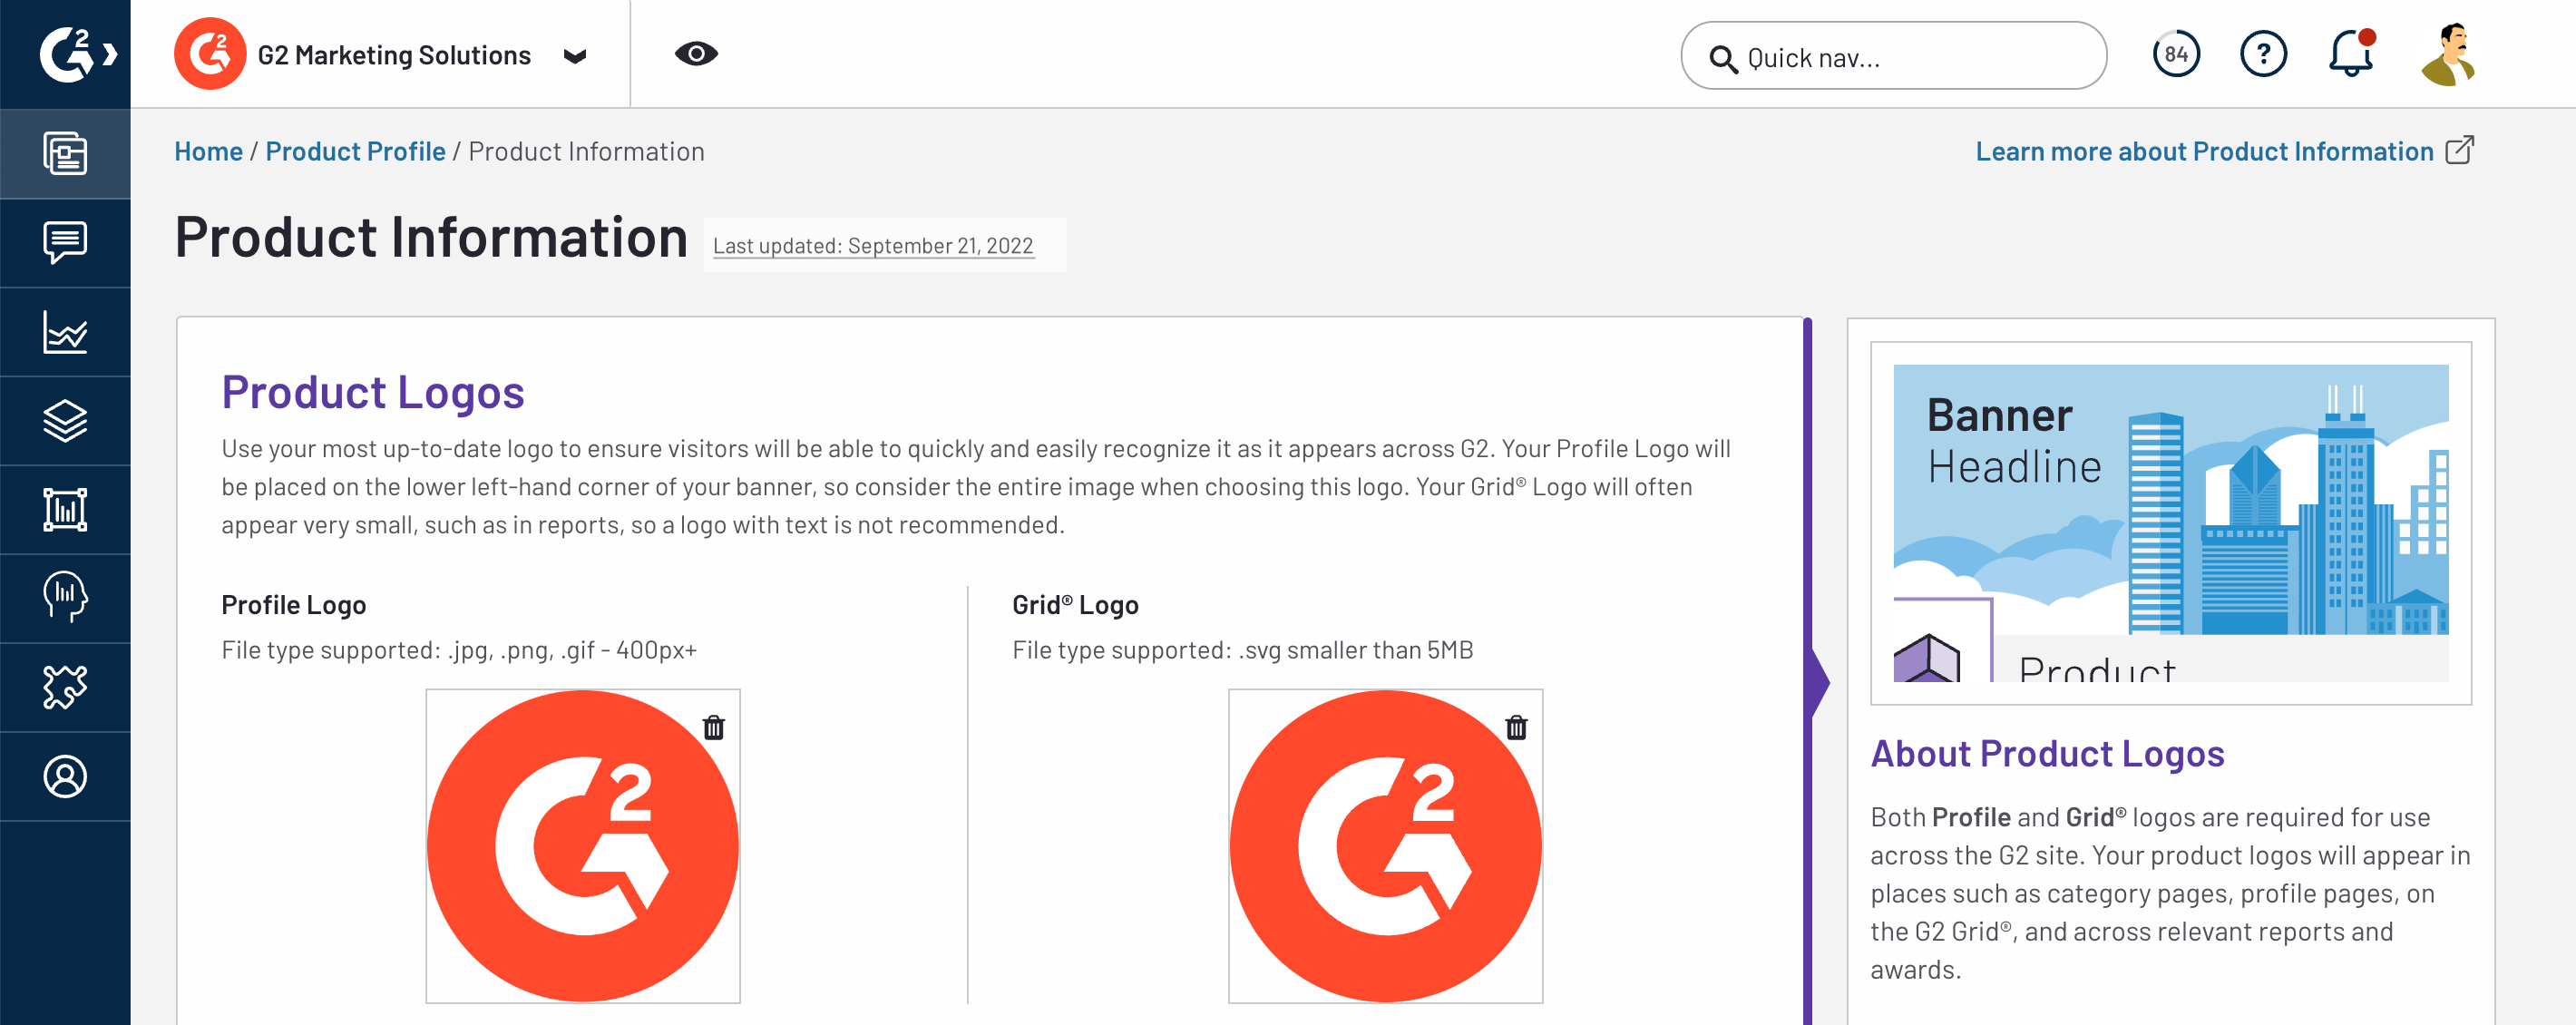 G2
G2 Marketing Solutions
Quick nav...
84
?
Home / Product Profile / Product Information
Learn more about Product Information
Product Information
Last updated: September 21, 2022
Product Logos
Use your most up-to-date logo to ensure visitors will be able to quickly and easily recognize it as it appears across G2. Your Profile Logo will
be placed on the lower left-hand corner of your banner, so consider the entire image when choosing this logo. Your Grid® Logo will often
appear very small, such as in reports, so a logo with text is not recommended.
Profile Logo
File type supported: .jpg, .png, .gif - 400px+
G2
Grid® Logo
File type supported: .svg smaller than 5MB
G2
Banner
Headline
Product
About Product Logos
Both Profile and Grid® logos are required for use
across the G2 site. Your product logos will appear in
places such as category pages, profile pages, on
the G2 Grid®, and across relevant reports and
awards.